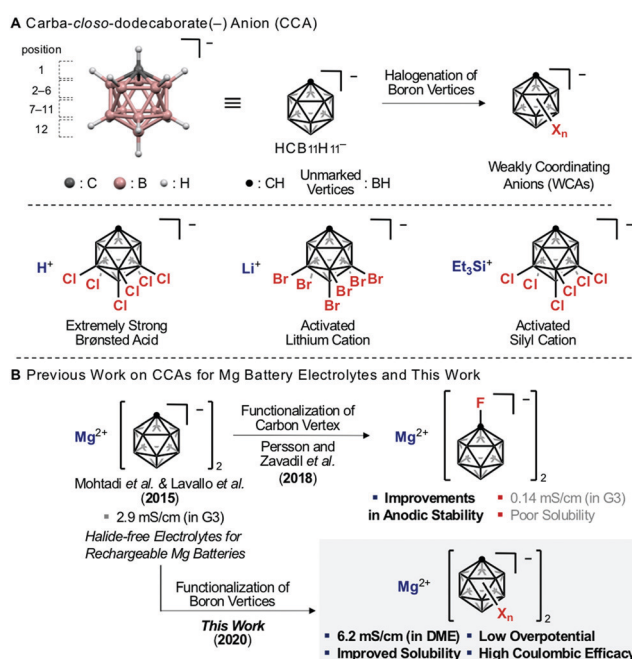 A Carba-closo-dodecaborate(–) Anion (CCA)
position
1
2–6
7–11
12
–
≡
–
HCB11H11–
Halogenation of
Boron Vertices
–
Xn
Weakly Coordinating
Anions (WCAs)
: C : B : H
: CH Unmarked Vertices : BH
H+
–
Cl Cl Cl Cl Cl
Extremely Strong
Brønsted Acid
Li+
–
Br Br Br Br Br Br
Activated
Lithium Cation
Et3Si+
–
Cl Cl Cl Cl Cl
Activated
Silyl Cation
B Previous Work on CCAs for Mg Battery Electrolytes and This Work
Mg2+
–
2
Mohtadi et al. & Lavallo et al.
(2015)
2.9 mS/cm (in G3)
Halide-free Electrolytes for
Rechargeable Mg Batteries
Functionalization of
Carbon Vertex
Persson and
Zavadil et al.
(2018)
Mg2+
F
–
2
Improvements
in Anodic Stability
0.14 mS/cm (in G3)
Poor Solubility
Functionalization of
Boron Vertices
This Work
(2020)
Mg2+
–
Xn
2
6.2 mS/cm (in DME) Low Overpotential
Improved Solubility High Coulombic Efficacy